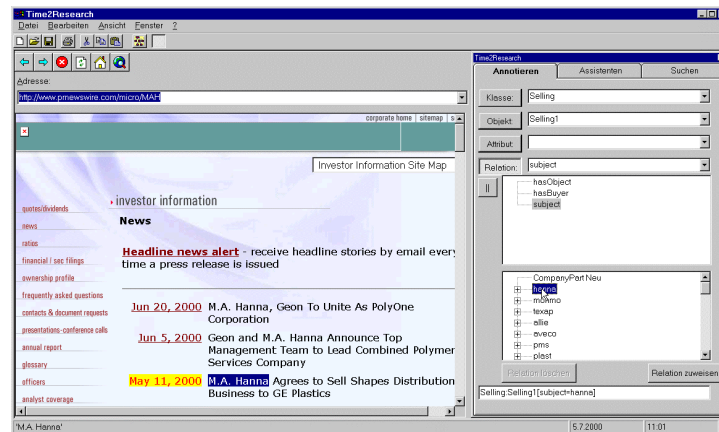 Time2Research
Datei Bearbeiten Ansicht Fenster ?
Adresse:
http://www.prnewswire.com/micro/MAH
corporate home | sitemap | s
Investor Information Site Map
investor information
quotes/dividends
news
ratios
financial / sec filings
ownership profile
frequently asked questions
contacts & document requests
presentations-conference calls
annual report
glossary
officers
analyst coverage
News
Headline news alert - receive headline stories by email every
time a press release is issued
Jun 20, 2000 M.A. Hanna, Geon To Unite As PolyOne
Corporation
Jun 5, 2000 Geon and M.A. Hanna Announce Top
Management Team to Lead Combined Polymer
Services Company
May 11, 2000 M.A. Hanna Agrees to Sell Shapes Distribution
Business to GE Plastics
Time2Research
Annotieren Assistenten Suchen
Klasse: Selling
Objekt: Selling1
Attribut:
Relation: subject
||
hasObject
hasBuyer
subject
CompanyPartNeu
hanna
mohmo
texap
allie
aveco
pms
plast
Relation löschen Relation zuweisen
Selling:Selling1[subject=hanna]
'M.A. Hanna' 5.7.2000 11:01